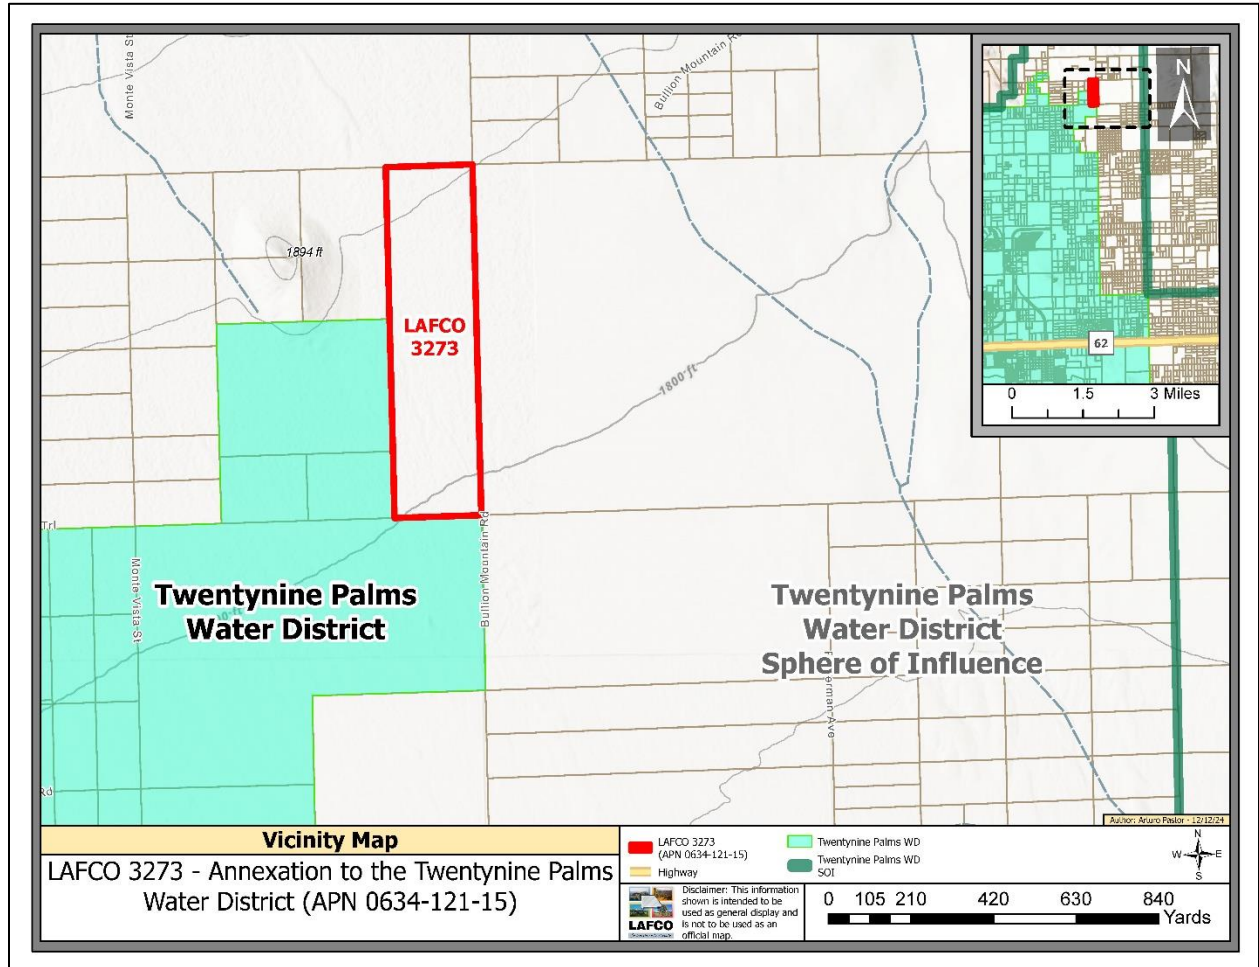 Monte Vista St
Bullion Mountain Rd
N
1894 ft
LAFCO
3273
62
0 1.5 3 Miles
1800 ft
Trl
Monte Vista St
Bullion Mountain Rd
Twentynine Palms
Water District
Twentynine Palms
Water District
Sphere of Influence
00 ft
erman Ave
Rd
Author: Arturo Pastor - 12/12/24
Vicinity Map
LAFCO 3273 - Annexation to the Twentynine Palms
Water District (APN 0634-121-15)
LAFCO 3273
(APN 0634-121-15)
Highway
Twentynine Palms WD
Twentynine Palms WD
SOI
N
W E
S
LAFCO
Disclaimer: This information
shown is intended to be
used as general display and
is not to be used as an
official map.
0 105 210 420 630 840
Yards